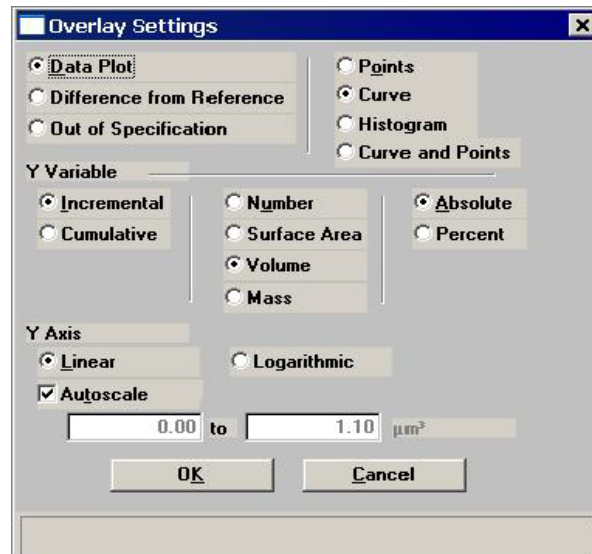 Overlay Settings
Data Plot
Difference from Reference
Out of Specification
Points
Curve
Histogram
Curve and Points
Y Variable
Incremental
Cumulative
Number
Surface Area
Volume
Mass
Absolute
Percent
Y Axis
Linear
Logarithmic
Autoscale
0.00 to 1.10 µm³
OK
Cancel